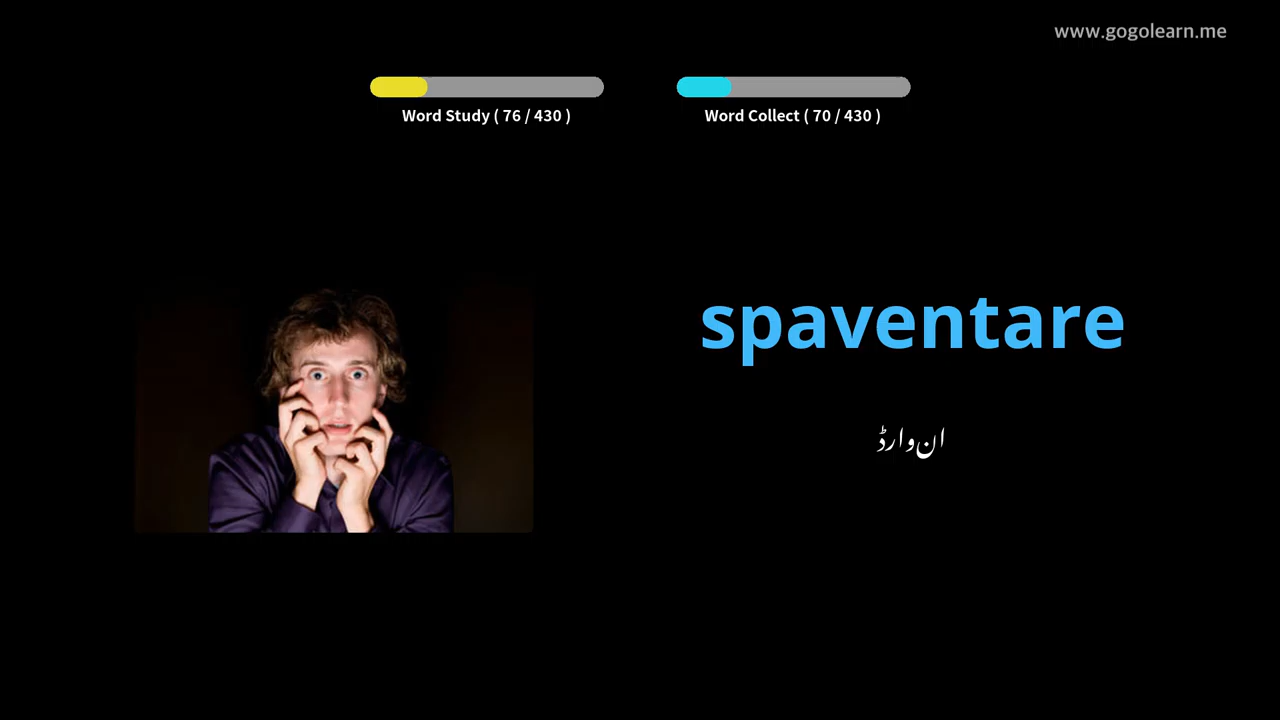 www.gogolearn.me
Word Study ( 76 / 430 )
Word Collect ( 70 / 430 )
spaventare
ان‌وارڈ